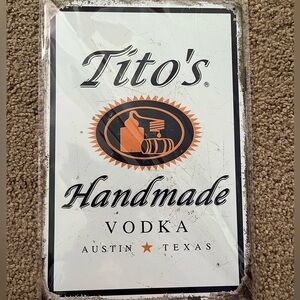 Tito's®
Handmade
VODKA
AUSTIN ★ TEXAS